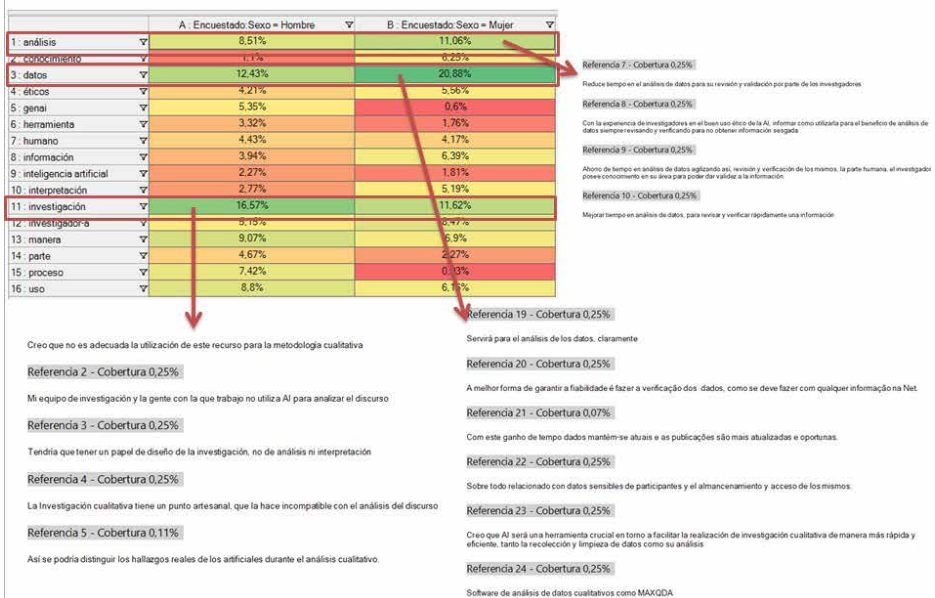 A : Encuestado:Sexo = Hombre B : Encuestado:Sexo = Mujer
1 : análisis 8,51% 11,06%
2 : conocimiento 1,1% 6,25%
3 : datos 12,43% 20,88%
4 : éticos 4,21% 5,56%
5 : genai 5,35% 0,6%
6 : herramienta 3,32% 1,76%
7 : humano 4,43% 4,17%
8 : información 3,94% 6,39%
9 : inteligencia artificial 2,27% 1,81%
10 : interpretación 2,77% 5,19%
11 : investigación 16,57% 11,62%
12 : investigador-a 5,15% 8,47%
13 : manera 9,07% 6,9%
14 : parte 4,67% 2,27%
15 : proceso 7,42%
16 : uso 8,8%
Referencia 7 - Cobertura 0,25%
Reduce tiempo en el análisis de datos para su revisión y validación por parte de los investigadores
Referencia 8 - Cobertura 0,25%
Con la experiencia de investigadores en el buen uso ético de la AI, informar como utilizarla para el beneficio de análisis de
datos siempre revisando y verificando para no obtener información sesgada
Referencia 9 - Cobertura 0,25%
Ahorro de tiempo en análisis de datos agilizando así, revisión y verificación de los mismos, la parte humana, el investigador
posee conocimiento en su área para poder dar validez a la información
Referencia 10 - Cobertura 0,25%
Mejorar tiempo en análisis de datos, para revisar y verificar rápidamente una información
Creo que no es adecuada la utilización de este recurso para la metodología cualitativa
Referencia 2 - Cobertura 0,25%
Mi equipo de investigación y la gente con la que trabajo no utiliza AI para analizar el discurso
Referencia 3 - Cobertura 0,25%
Tendría que tener un papel de diseño de la investigación, no de análisis ni interpretación
Referencia 4 - Cobertura 0,25%
La Investigación cualitativa tiene un punto artesanal, que la hace incompatible con el análisis del discurso
Referencia 5 - Cobertura 0,11%
Así se podría distinguir los hallazgos reales de los artificiales durante el análisis cualitativo.
Referencia 19 - Cobertura 0,25%
Servirá para el análisis de los datos, claramente
Referencia 20 - Cobertura 0,25%
A melhor forma de garantir a fiabilidade é fazer a verificação dos dados, como se deve fazer com qualquer informação na Net.
Referencia 21 - Cobertura 0,07%
Com este ganho de tempo dados mantém-se atuais e as publicações são mais atualizadas e oportunas.
Referencia 22 - Cobertura 0,25%
Sobre todo relacionado con datos sensibles de participantes y el almancenamiento y acceso de los mismos.
Referencia 23 - Cobertura 0,25%
Creo que AI será una herramienta crucial en torno a facilitar la realización de investigación cualitativa de manera más rápida y
eficiente, tanto la recolección y limpieza de datos como su análisis
Referencia 24 - Cobertura 0,25%
Software de análisis de datos cualitativos como MAXQDA